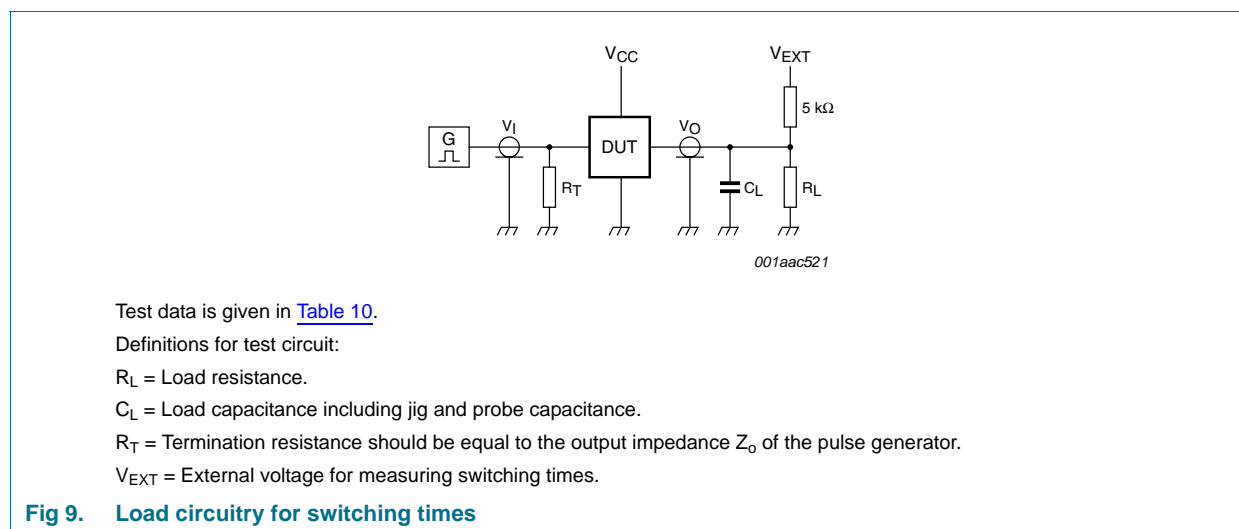 VCC
VEXT
5 kΩ
G
VI
DUT
VO
RT
CL
RL
001aac521
Test data is given in Table 10.
Definitions for test circuit:
RL = Load resistance.
CL = Load capacitance including jig and probe capacitance.
RT = Termination resistance should be equal to the output impedance Zo of the pulse generator.
VEXT = External voltage for measuring switching times.
Fig 9. Load circuitry for switching times